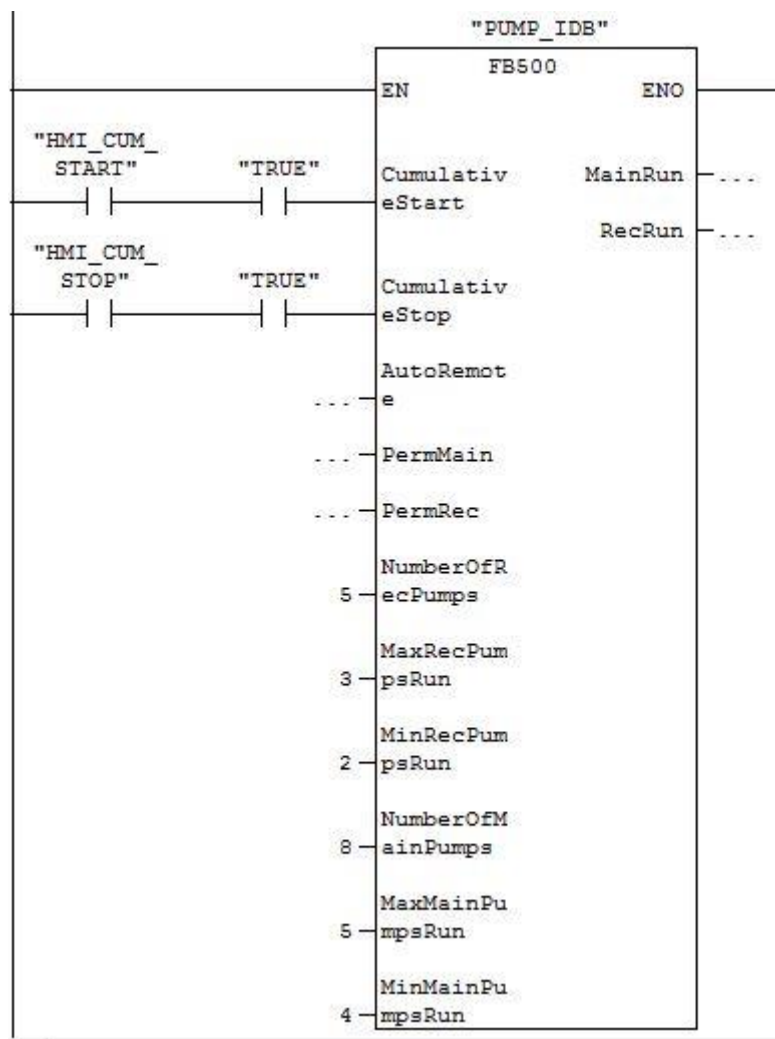 "PUMP_IDB"
FB500
EN ENO
"HMI_CUM_
START" "TRUE"
Cumulativ MainRun ...
eStart
RecRun ...
"HMI_CUM_
STOP" "TRUE"
Cumulativ
eStop
AutoRemot
... e
... PermMain
... PermRec
NumberOfR
5 ecPumps
MaxRecPum
3 psRun
MinRecPum
2 psRun
NumberOfM
8 ainPumps
MaxMainPu
5 mpsRun
MinMainPu
4 mpsRun